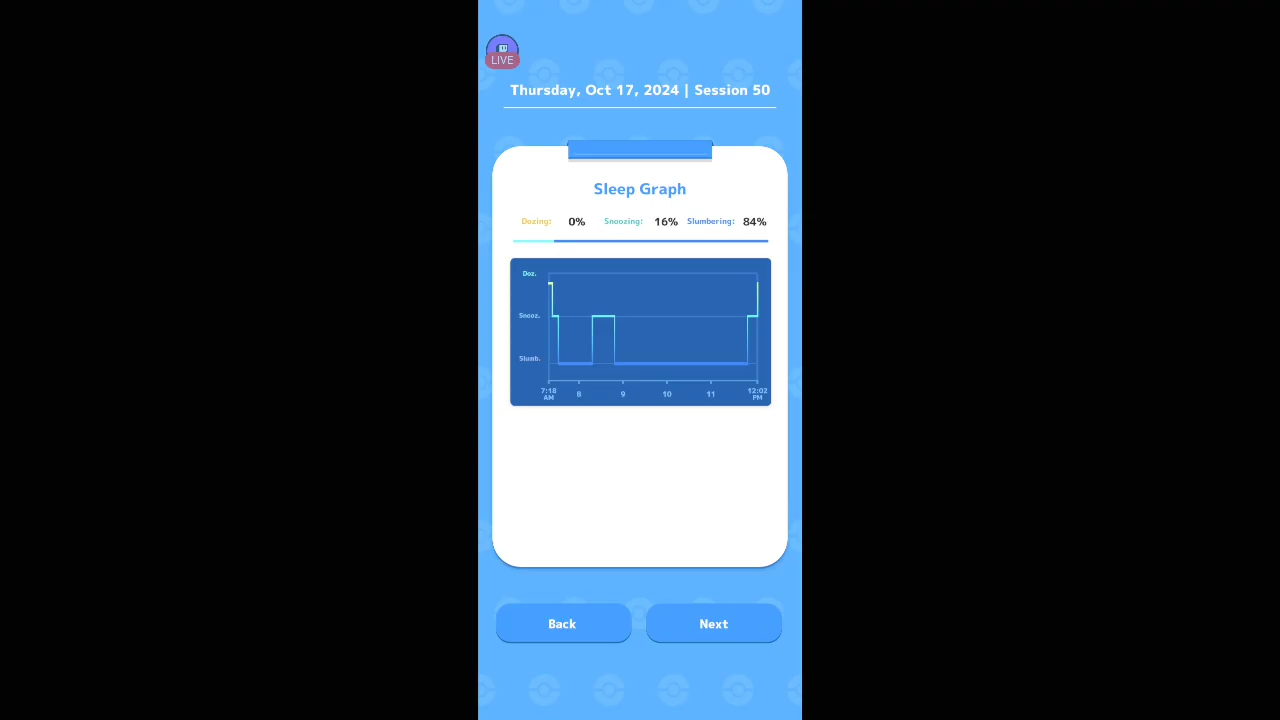 LIVE
Thursday, Oct 17, 2024 | Session 50
Sleep Graph
Dozing: 0% Snoozing: 16% Slumbering: 84%
Doz.
Snooz.
Slumb.
7:18 AM 8 9 10 11 12:02 PM
Back Next